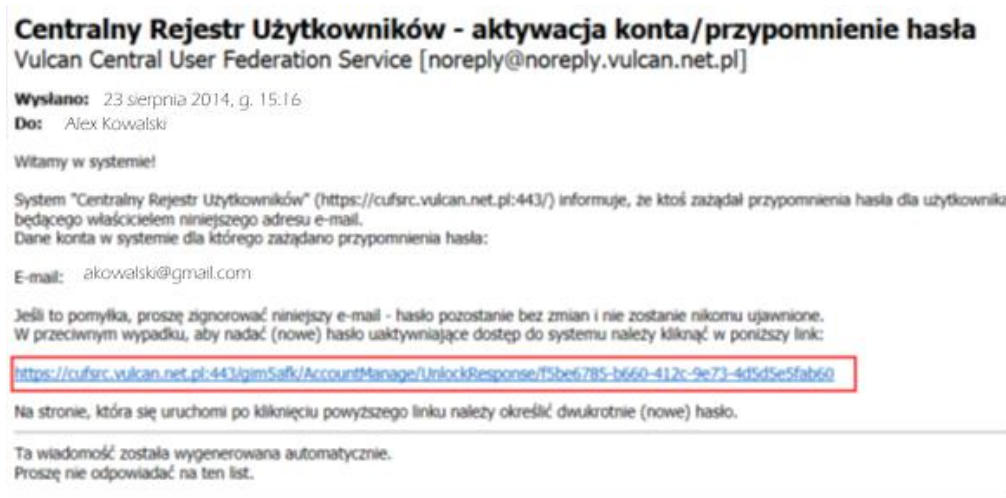 Centralny Rejestr Użytkowników - aktywacja konta/przypomnienie hasła
Vulcan Central User Federation Service [noreply@noreply.vulcan.net.pl]
Wysłano: 23 sierpnia 2014, g. 15:16
Do: Alex Kowalski
Witamy w systemie!
System "Centralny Rejestr Użytkowników" (https://cufsrc.vulcan.net.pl:443/) informuje, że ktoś zażądał przypomnienia hasła dla użytkownika
będącego właścicielem niniejszego adresu e-mail.
Dane konta w systemie dla którego zażądano przypomnienia hasła:
E-mail: akowalski@gmail.com
Jeśli to pomyłka, proszę zignorować niniejszy e-mail - hasło pozostanie bez zmian i nie zostanie nikomu ujawnione.
W przeciwnym wypadku, aby nadać (nowe) hasło uaktywniające dostęp do systemu należy kliknąć w poniższy link:
https://cufsrc.vulcan.net.pl:443/gim5afk/AccountManage/UnlockResponse/f5be6785-b660-412c-9e73-4d5d5e5fab60
Na stronie, która się uruchomi po kliknięciu powyższego linku należy określić dwukrotnie (nowe) hasło.
Ta wiadomość została wygenerowana automatycznie.
Proszę nie odpowiadać na ten list.